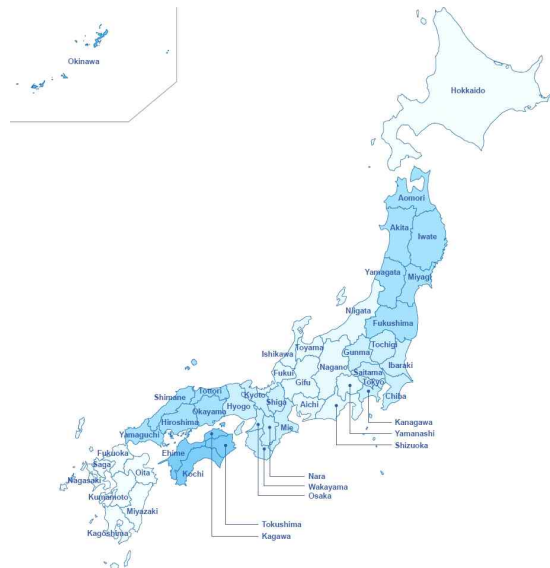 Okinawa
Hokkaido
Aomori
Akita
Iwate
Yamagata
Miyagi
Niigata
Fukushima
Ishikawa
Toyama
Tochigi
Gunma
Nagano
Ibaraki
Fukui
Saitama
Gifu
Tokyo
Chiba
Tottori
Kyoto
Shimane
Shiga
Hyogo
Aichi
Okayama
Hiroshima
Mie
Kanagawa
Yamaguchi
Yamanashi
Shizuoka
Fukuoka
Ehime
Saga
Oita
Kochi
Nagasaki
Nara
Wakayama
Kumamoto
Osaka
Miyazaki
Tokushima
Kagoshima
Kagawa